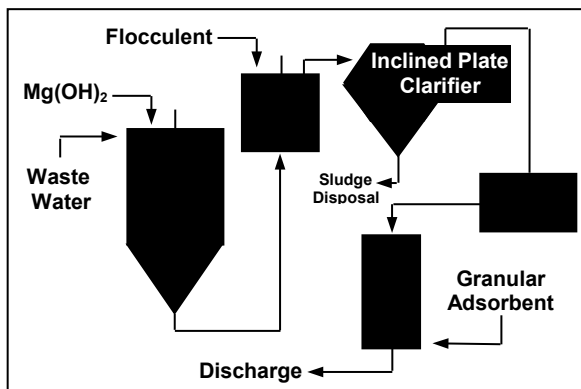 Flocculent
Mg(OH)₂
Waste
Water
Inclined Plate
Clarifier
Sludge
Disposal
Granular
Adsorbent
Discharge